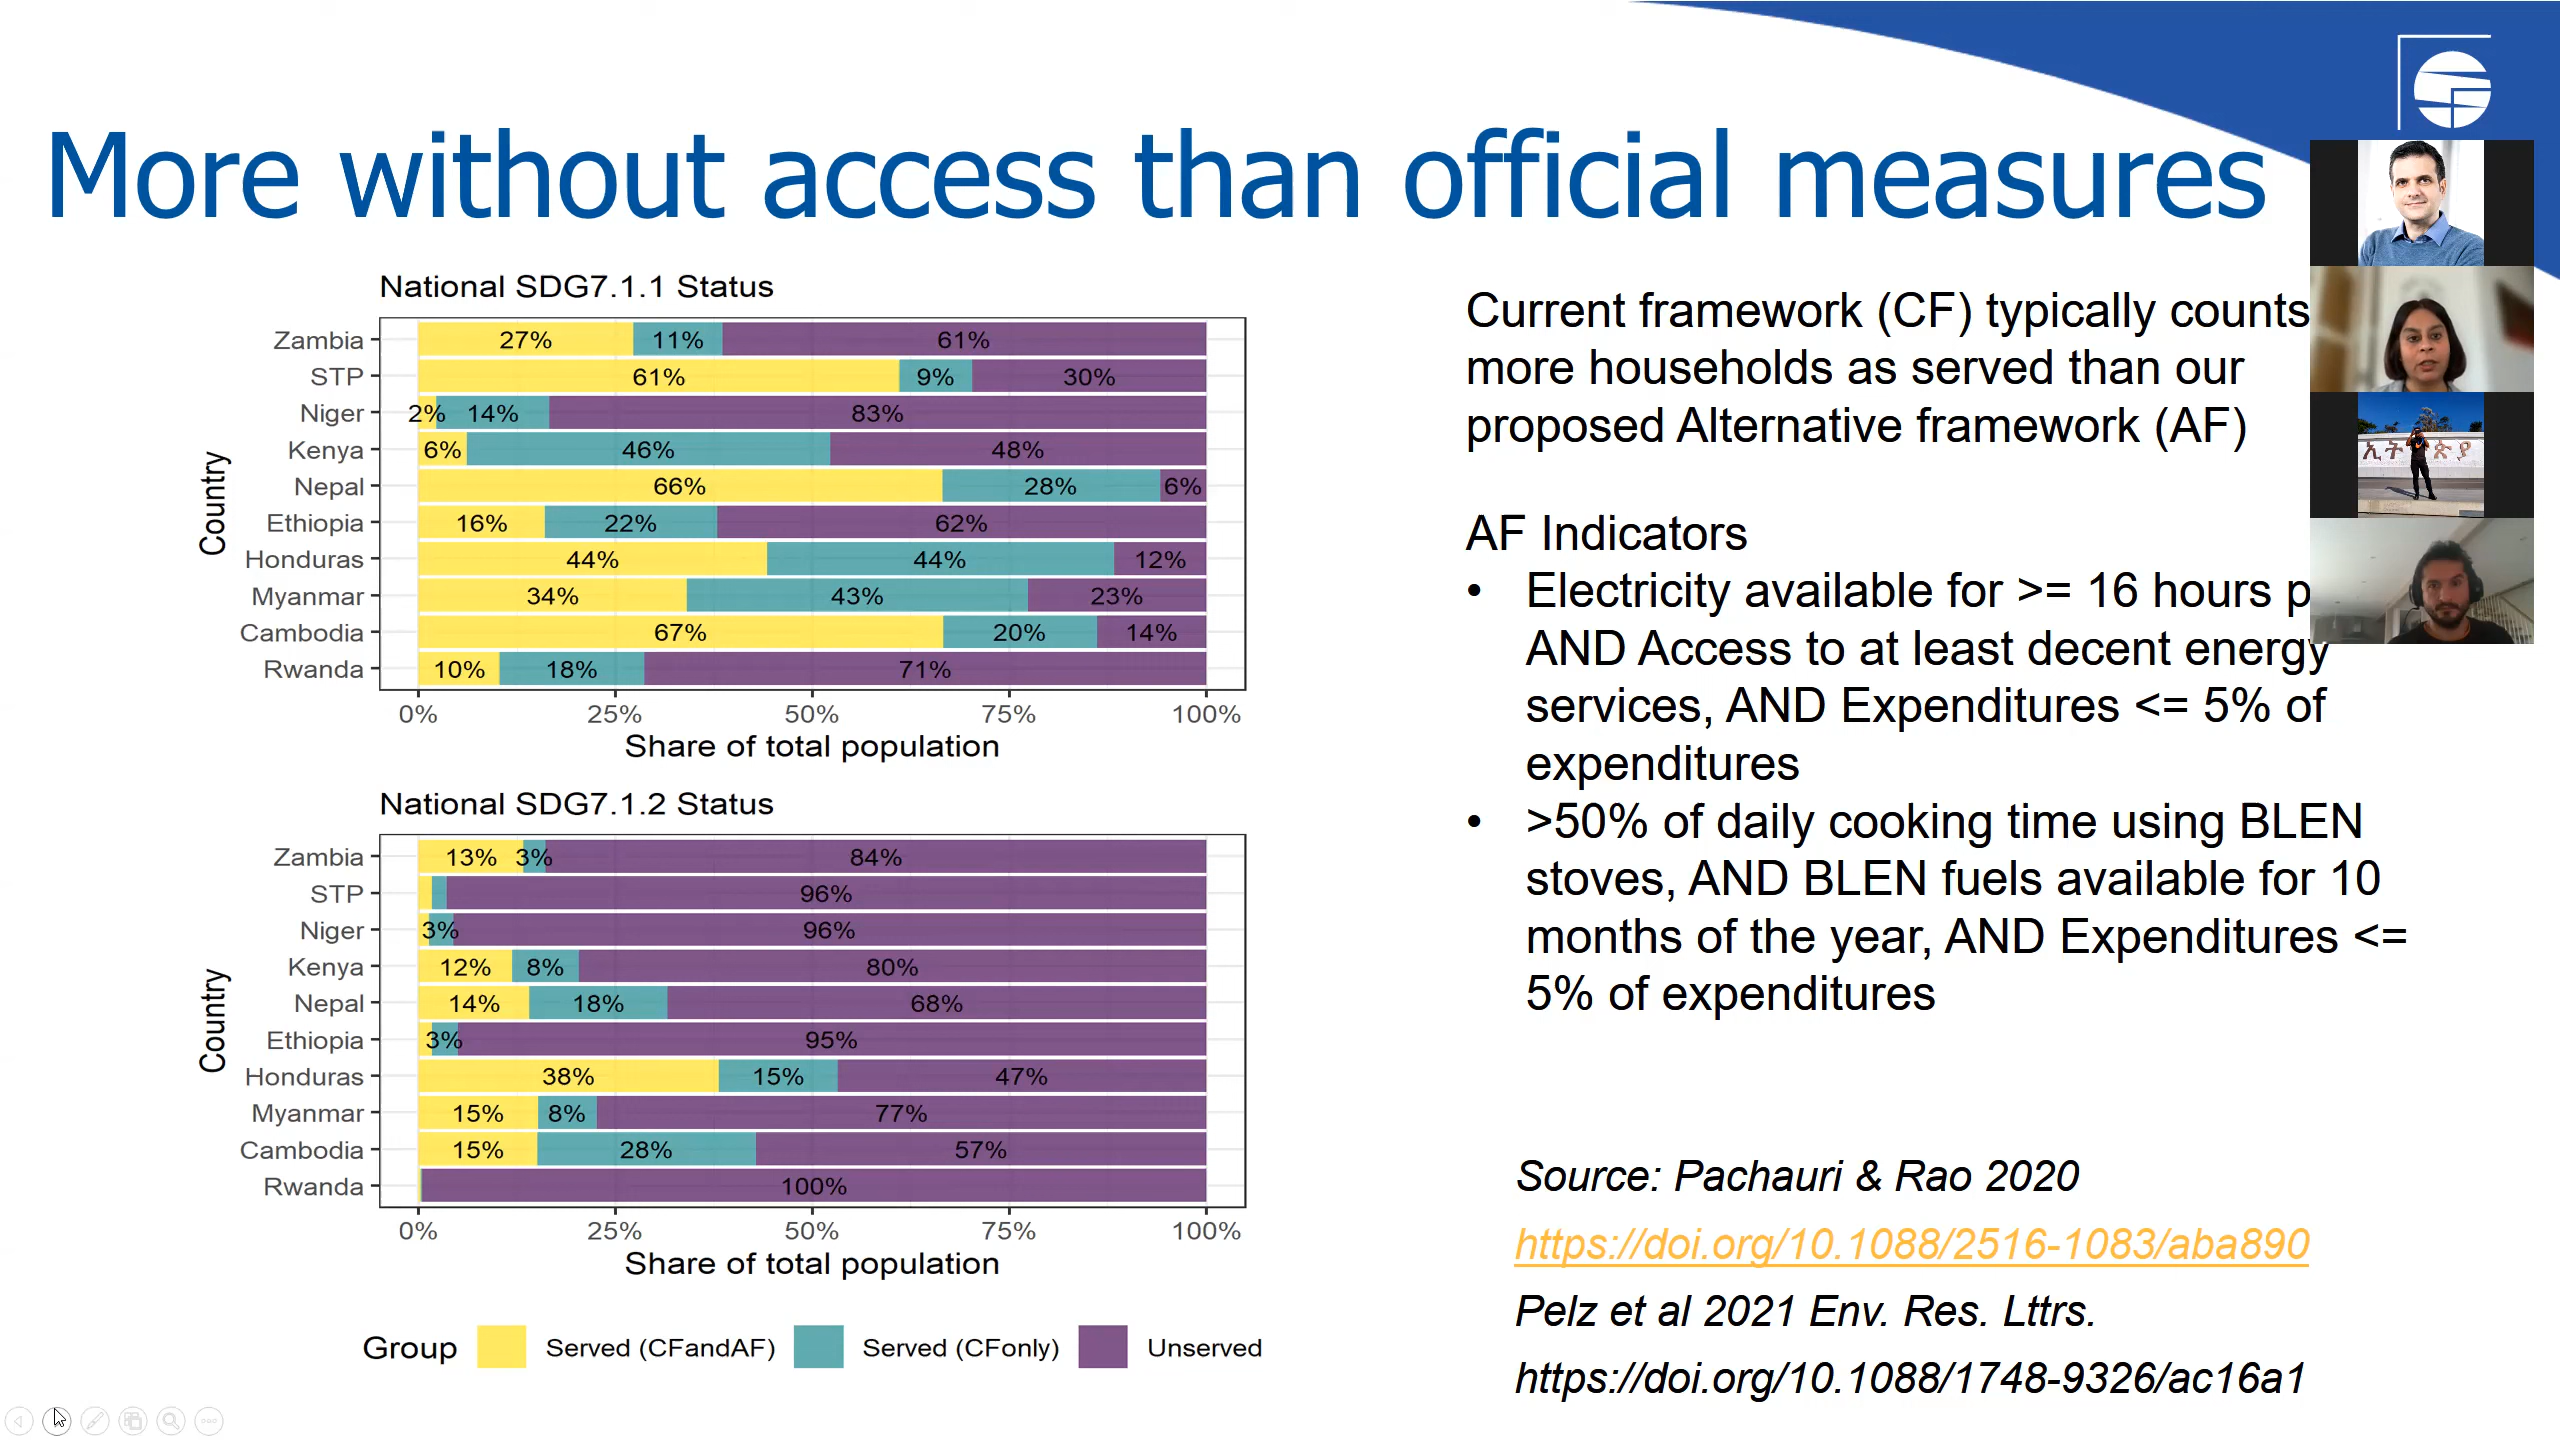 More without access than official measures
National SDG7.1.1 Status
Country
Zambia 27% 11% 61%
STP 61% 9% 30%
Niger 2% 14% 83%
Kenya 6% 46% 48%
Nepal 66% 28% 6%
Ethiopia 16% 22% 62%
Honduras 44% 44% 12%
Myanmar 34% 43% 23%
Cambodia 67% 20% 14%
Rwanda 10% 18% 71%
0% 25% 50% 75% 100%
Share of total population
National SDG7.1.2 Status
Country
Zambia 13% 3% 84%
STP 96%
Niger 3% 96%
Kenya 12% 8% 80%
Nepal 14% 18% 68%
Ethiopia 3% 95%
Honduras 38% 15% 47%
Myanmar 15% 8% 77%
Cambodia 15% 28% 57%
Rwanda 100%
0% 25% 50% 75% 100%
Share of total population
Group Served (CFandAF) Served (CFonly) Unserved
Current framework (CF) typically counts
more households as served than our
proposed Alternative framework (AF)
AF Indicators
• Electricity available for >= 16 hours
AND Access to at least decent energy
services, AND Expenditures <= 5% of
expenditures
• >50% of daily cooking time using BLEN
stoves, AND BLEN fuels available for 10
months of the year, AND Expenditures <=
5% of expenditures
Source: Pachauri & Rao 2020
https://doi.org/10.1088/2516-1083/aba890
Pelz et al 2021 Env. Res. Lttrs.
https://doi.org/10.1088/1748-9326/ac16a1